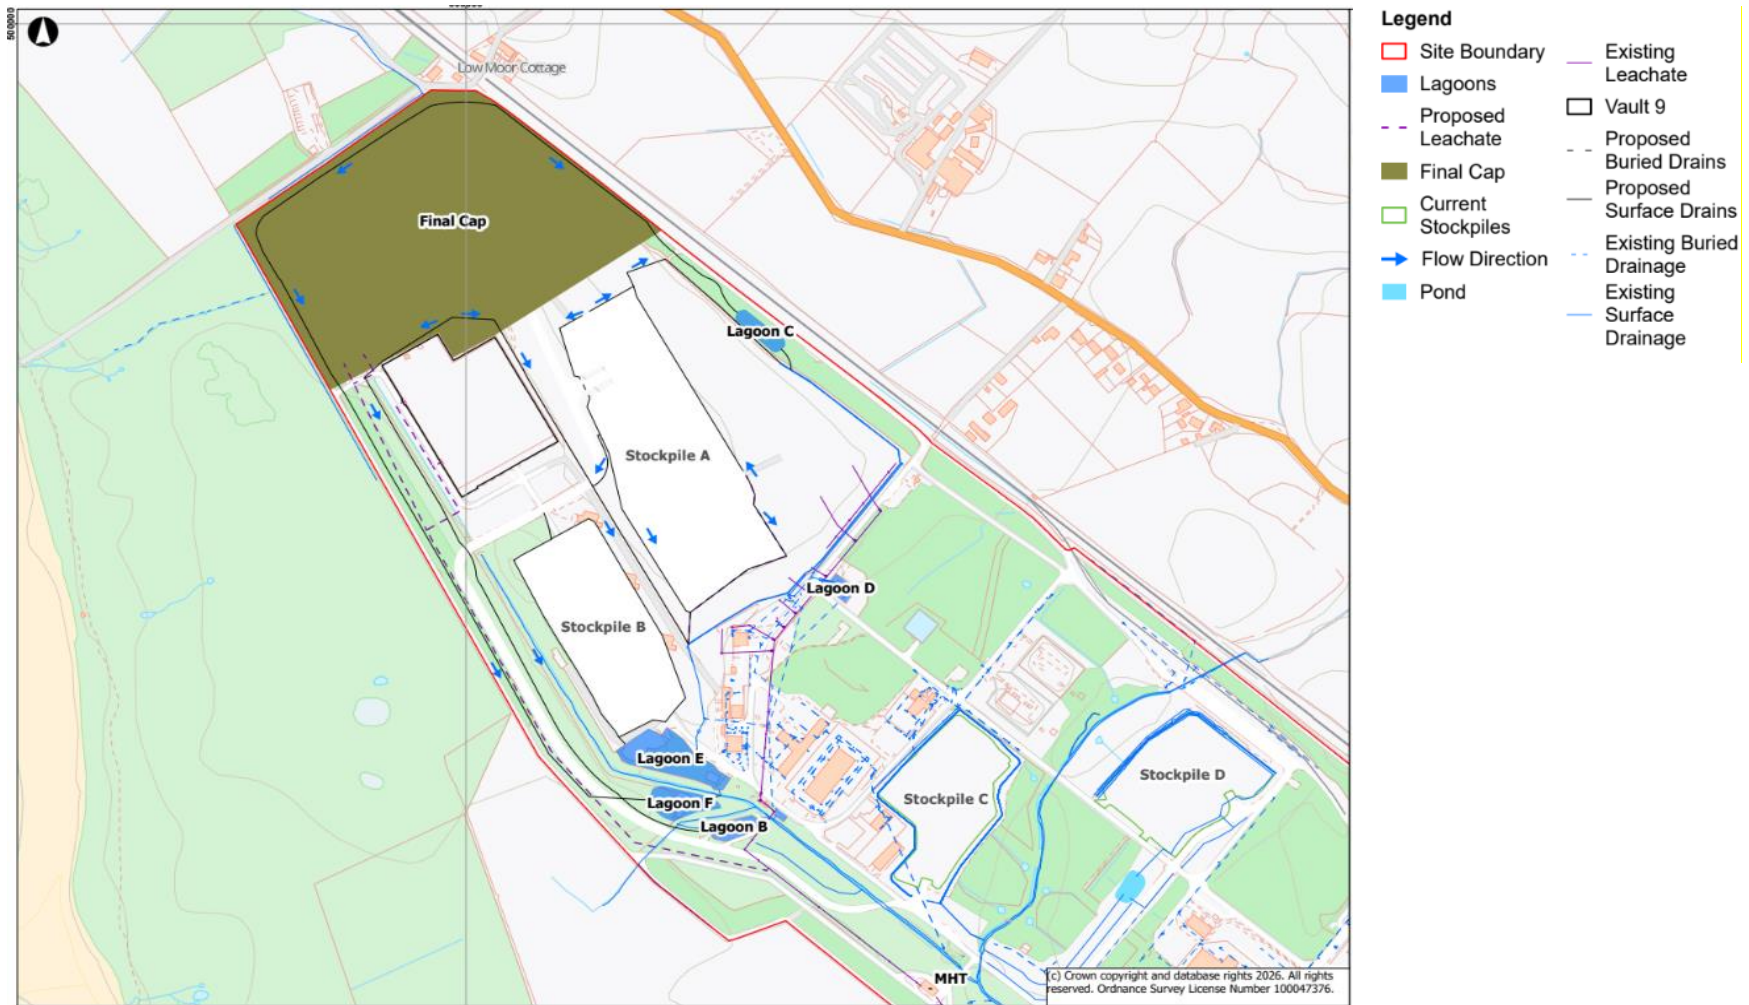 500000
Low Moor Cottage
Final Cap
Lagoon C
Stockpile A
Lagoon D
Stockpile B
Lagoon E
Lagoon F
Lagoon B
Stockpile C
Stockpile D
MHT
(c) Crown copyright and database rights 2026. All rights
reserved. Ordnance Survey License Number 100047376.
Legend
Site Boundary
Lagoons
Proposed
Leachate
Final Cap
Current
Stockpiles
Flow Direction
Pond
Existing
Leachate
Vault 9
Proposed
Buried Drains
Proposed
Surface Drains
Existing Buried
Drainage
Existing
Surface
Drainage